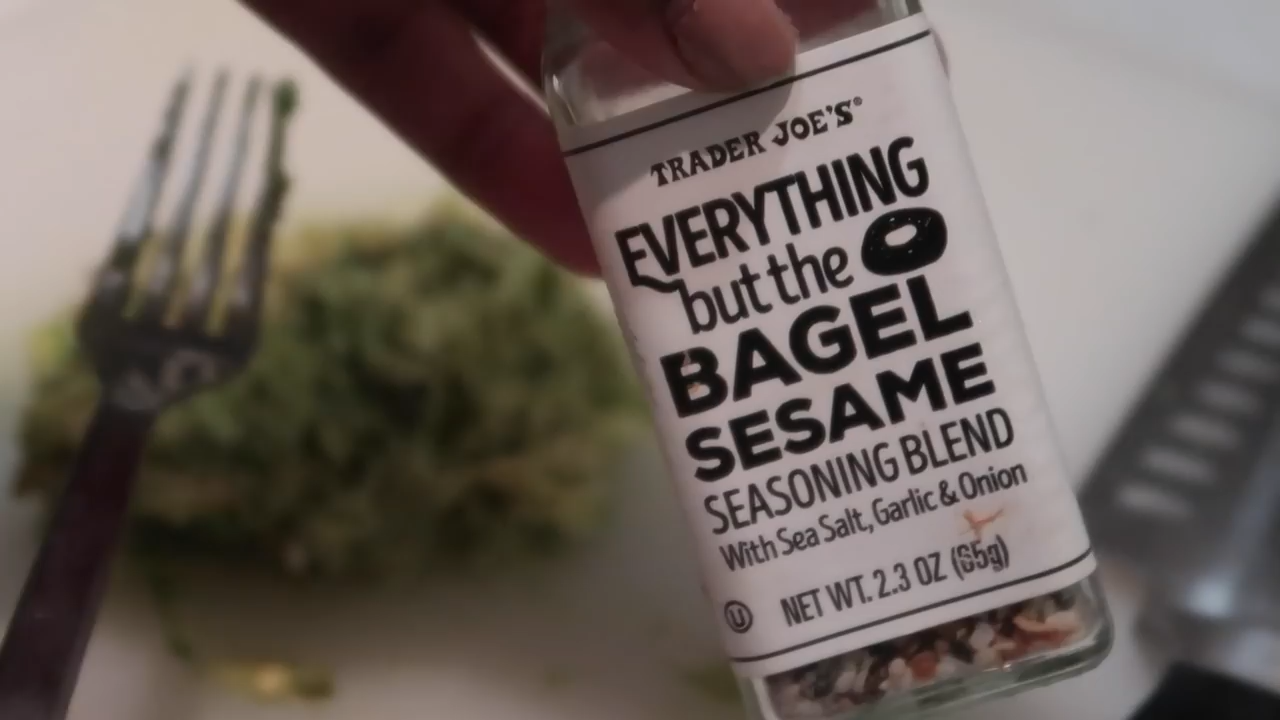 TRADER JOE'S®
EVERYTHING
but the
BAGEL
SESAME
SEASONING BLEND
With Sea Salt, Garlic & Onion
U NET WT. 2.3 OZ (65g)